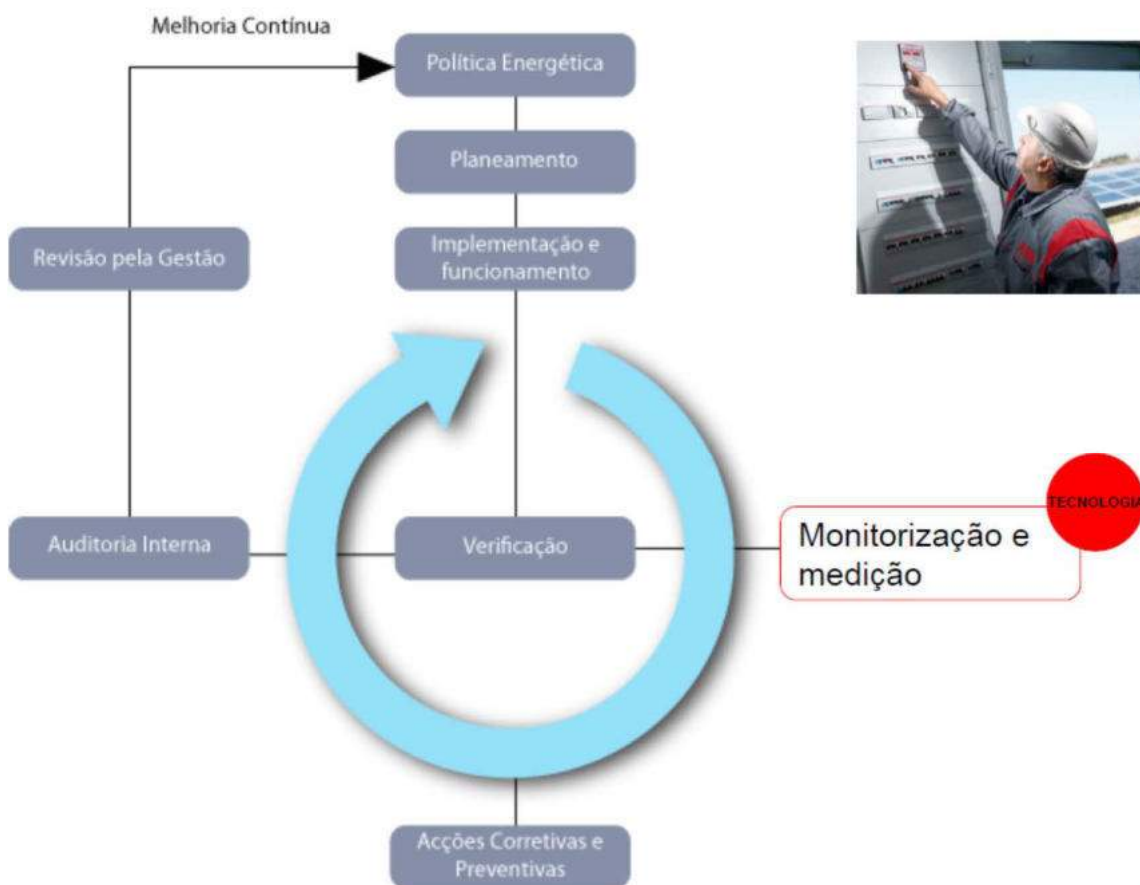 Melhoria Contínua
Política Energética
Planeamento
Implementação e
funcionamento
Revisão pela Gestão
TECNOLOGIA
Monitorização e
medição
Auditoria Interna
Verificação
Acções Corretivas e
Preventivas